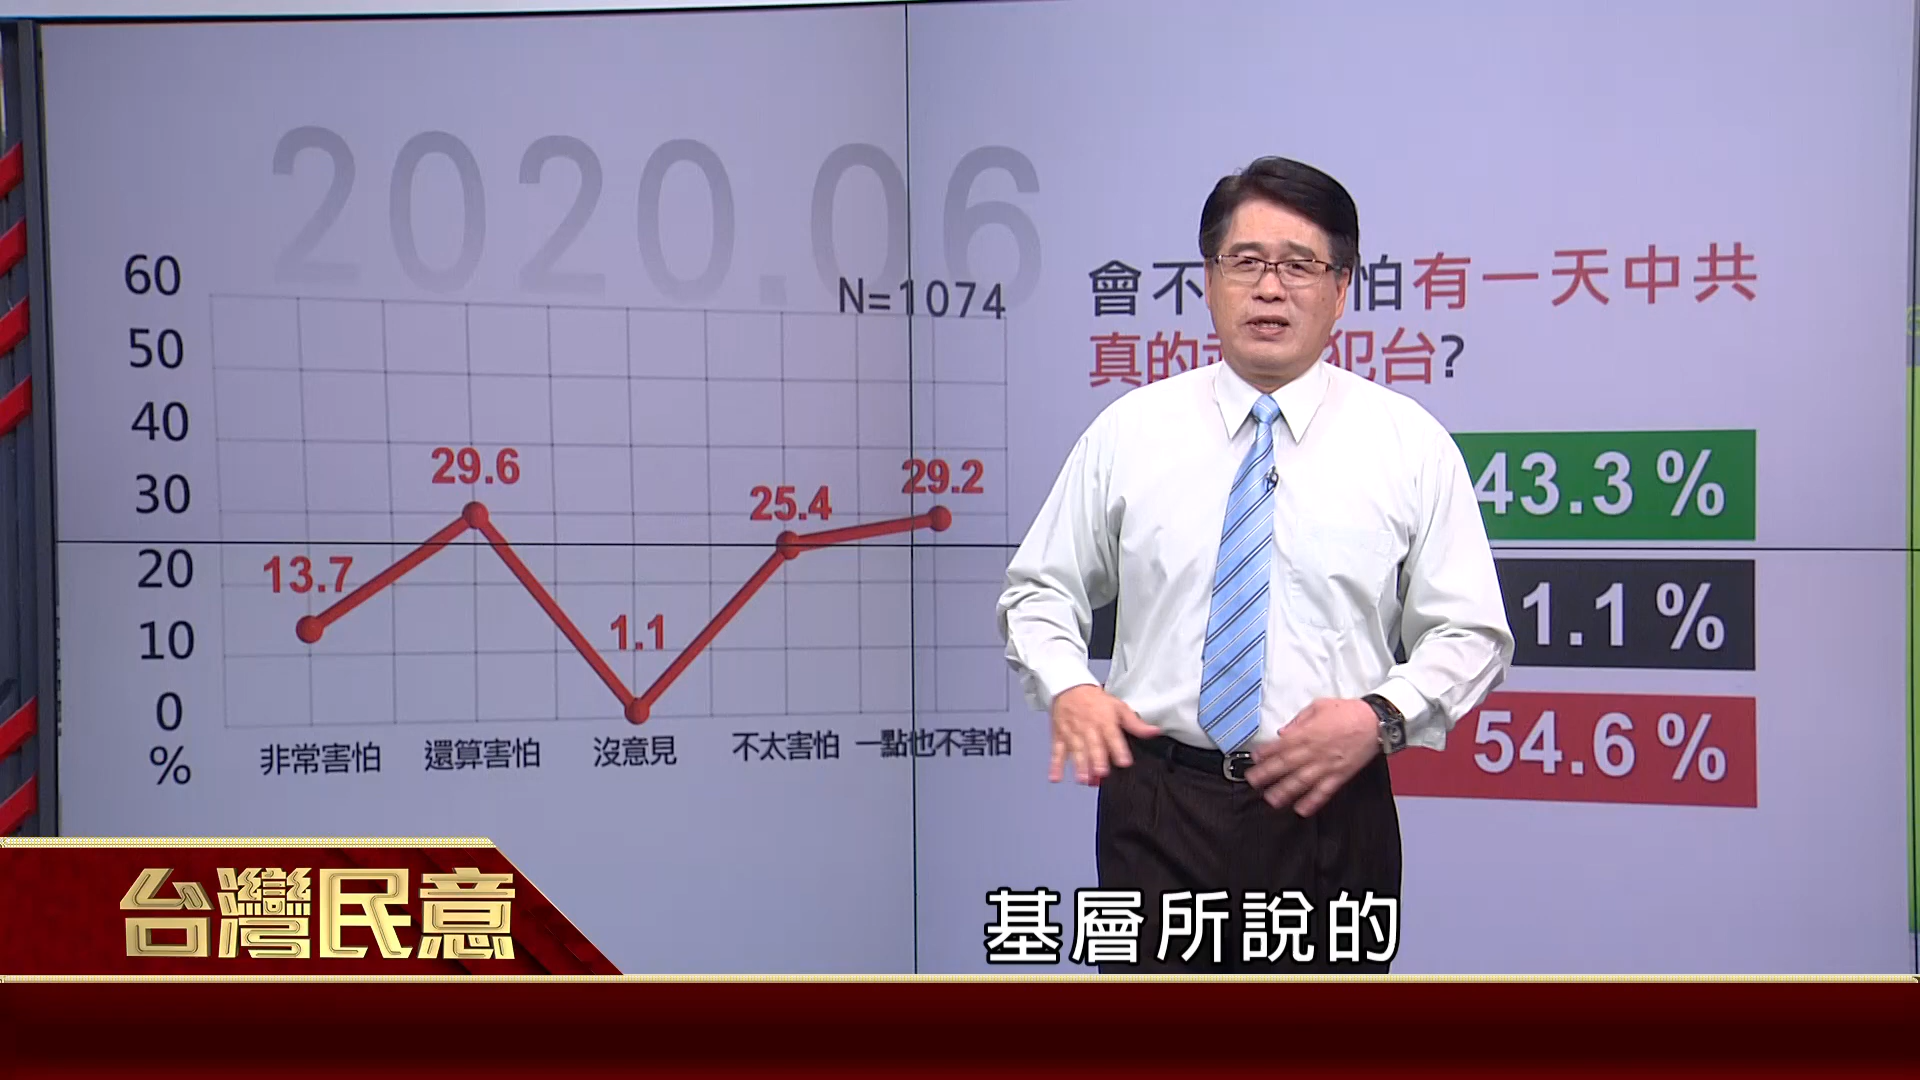 2020.06
N=1074
60
50
40
30
20
10
0
%
13.7
29.6
1.1
25.4
29.2
非常害怕
還算害怕
沒意見
不太害怕
一點也不害怕
會不 怕有一天中共
真的 犯台?
43.3%
1.1%
54.6%
台灣民意
基層所說的